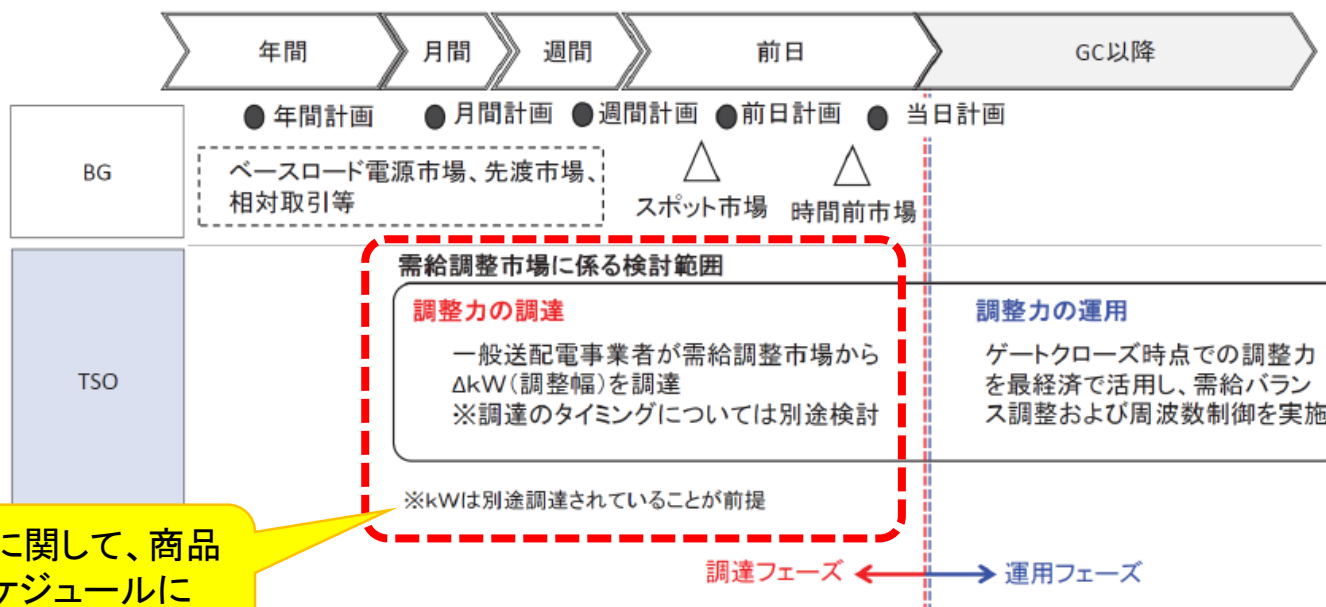 年間
月間
週間
前日
GC以降
BG
●年間計画
●月間計画
●週間計画
●前日計画
● 当日計画
ベースロード電源市場、先渡市場、
相対取引等
△
スポット市場
△
時間前市場
TSO
需給調整市場に係る検討範囲
調整力の調達
一般送配電事業者が需給調整市場から
ΔkW(調整幅)を調達
※調達のタイミングについては別途検討
調整力の運用
ゲートクローズ時点での調整力
を最経済で活用し、需給バラン
ス調整および周波数制御を実施
※kWは別途調達されていることが前提
に関して、商品
ケジュールに
調達フェーズ
運用フェーズ